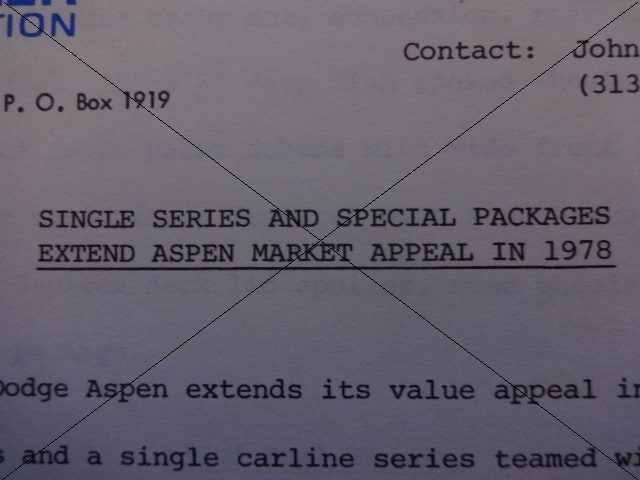 TION
Contact: John
(313
P. O. Box 1919
SINGLE SERIES AND SPECIAL PACKAGES
EXTEND ASPEN MARKET APPEAL IN 1978
Dodge Aspen extends its value appeal in
s and a single carline series teamed wi